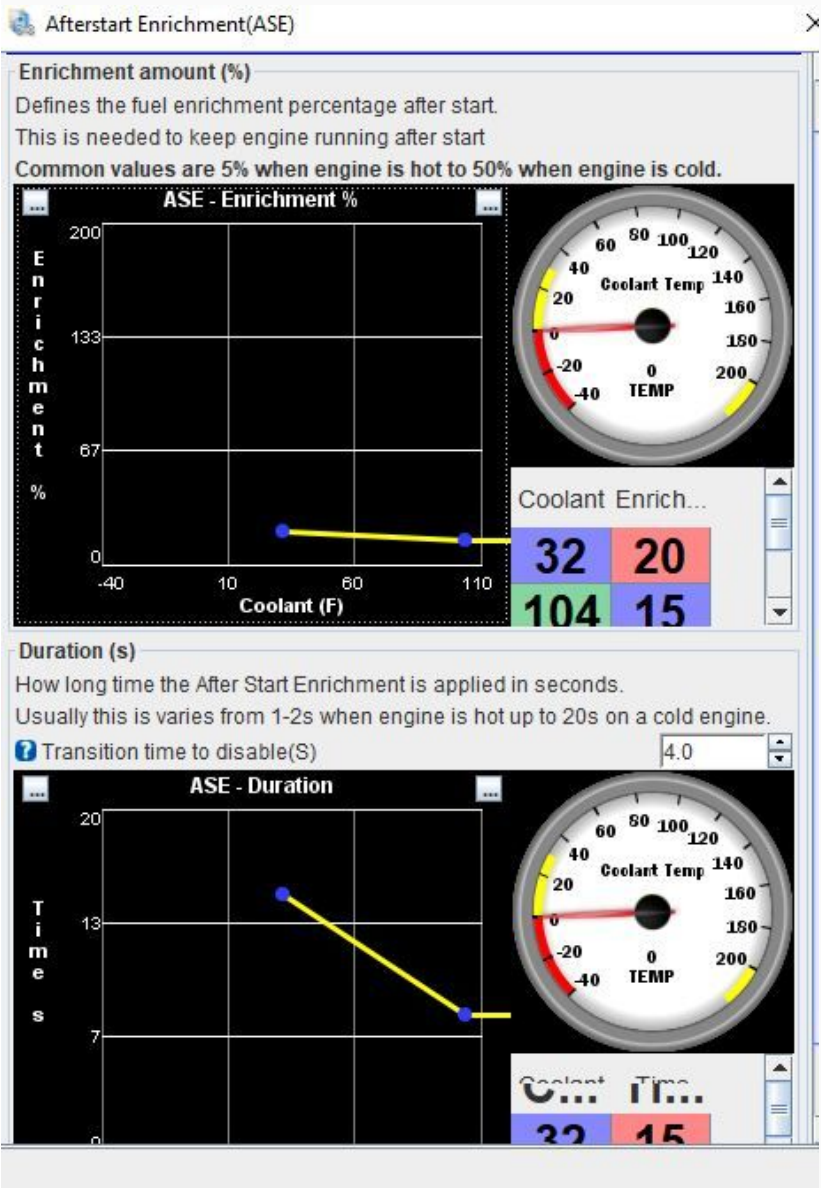 Afterstart Enrichment(ASE)
Enrichment amount (%)
Defines the fuel enrichment percentage after start.
This is needed to keep engine running after start
Common values are 5% when engine is hot to 50% when engine is cold.
... ASE - Enrichment % ...
Enrichment %
200
133
67
0
-40 10 60 110
Coolant (F)
-40 -20 0 20 40 60 80 100 120 140 160 180 200
Coolant Temp
0
TEMP
Coolant Enrich...
32 20
104 15
Duration (s)
How long time the After Start Enrichment is applied in seconds.
Usually this is varies from 1-2s when engine is hot up to 20s on a cold engine.
? Transition time to disable(S) 4.0
... ASE - Duration ...
Time s
20
13
7
0
-40 -20 0 20 40 60 80 100 120 140 160 180 200
Coolant Temp
0
TEMP
Coolant Time
C... Ti...
32 15